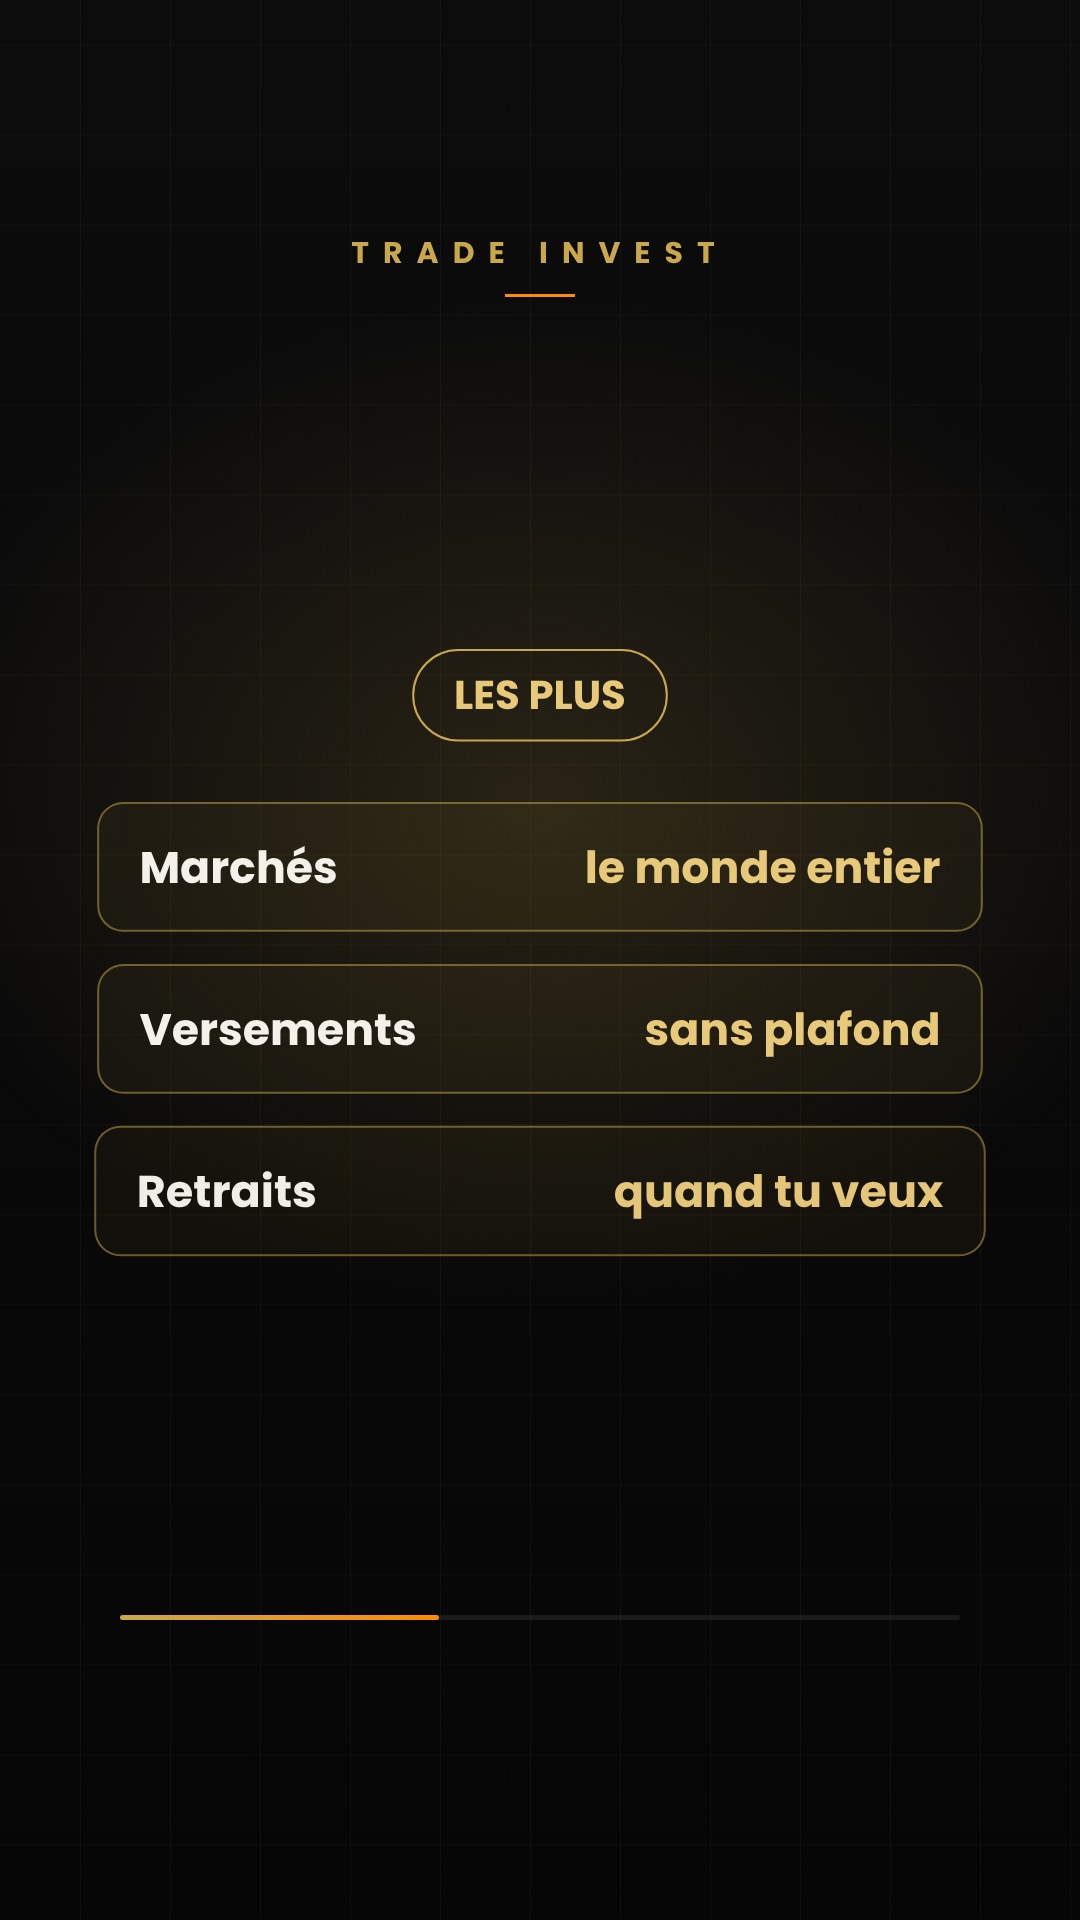 TRADE INVEST
LES PLUS
Marchés le monde entier
Versements sans plafond
Retraits quand tu veux